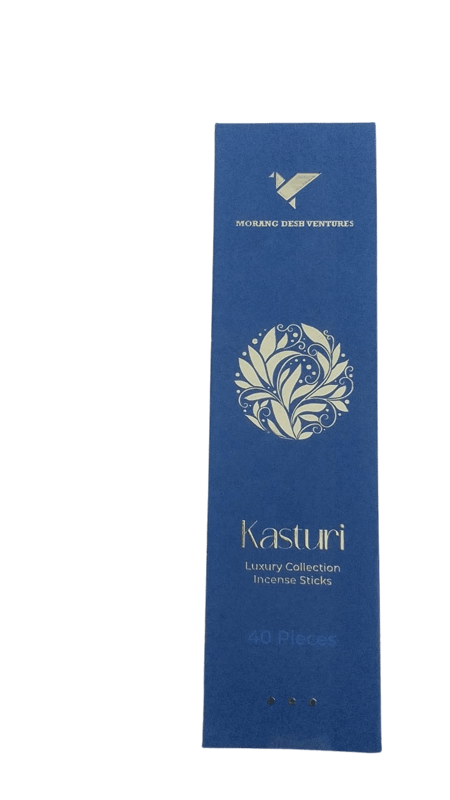 MORANG DESH VENTURES
Kasturi
Luxury Collection
Incense Sticks
40 Pieces